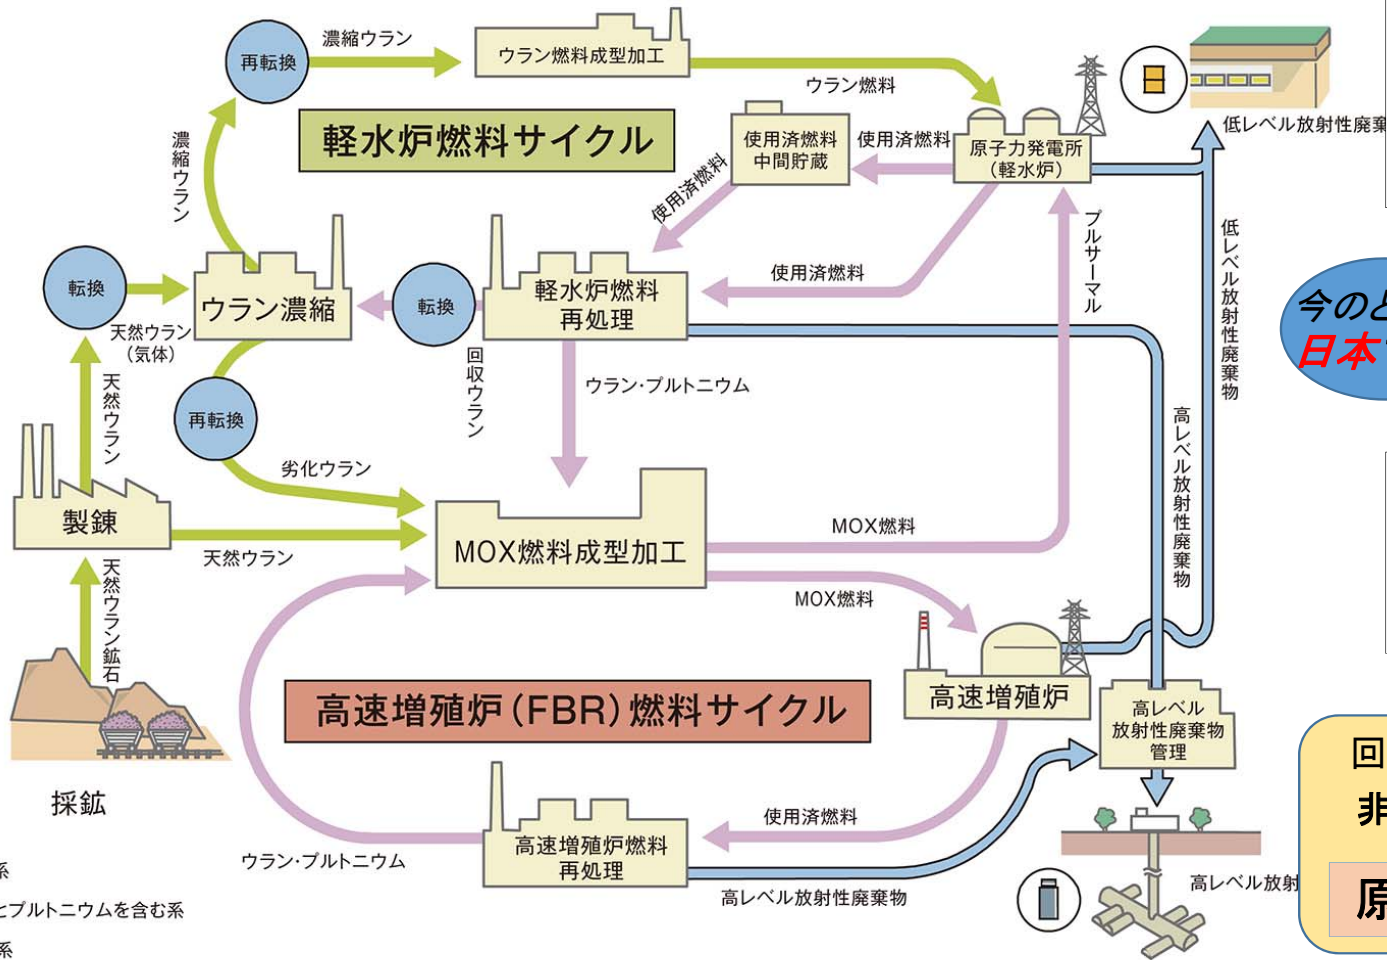 再転換
濃縮ウラン
ウラン燃料成型加工
ウラン燃料
低レベル放射性廃棄
軽水炉燃料サイクル
使用済燃料
中間貯蔵
使用済燃料
原子力発電所
(軽水炉)
濃縮ウラン
使用済燃料
使用済燃料
プルサーマル
低レベル放射性廃棄物
転換
天然ウラン
(気体)
ウラン濃縮
転換
回収ウラン
軽水炉燃料
再処理
今のと
日本
天然ウラン
再転換
ウラン・プルトニウム
高レベル放射性廃棄物
劣化ウラン
製錬
天然ウラン
MOX燃料成型加工
MOX燃料
MOX燃料
天然ウラン鉱石
採鉱
高速増殖炉(FBR)燃料サイクル
高速増殖炉
高レベル
放射性廃棄物
管理
回
非
原
使用済燃料
高速増殖炉燃料
再処理
ウラン・プルトニウム
高レベル放射性廃棄物
高レベル放射
系
とプルトニウムを含む系
系